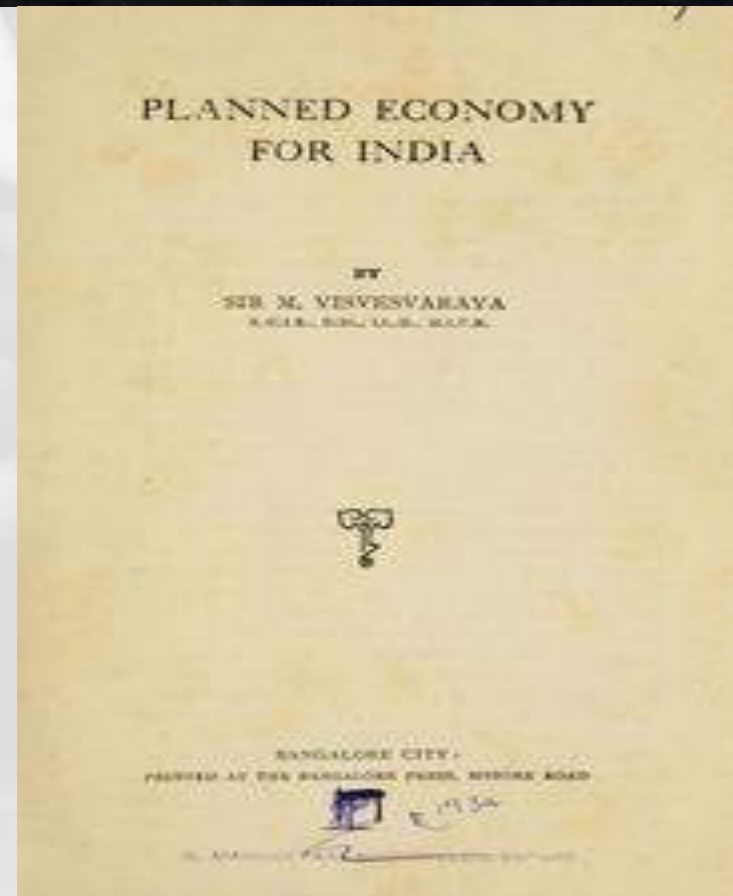 PLANNED ECONOMY
FOR INDIA
BY
SIR M. VISVESVARAYA
BANGALORE CITY:
PRINTED AT THE BANGALORE PRESS, MYSORE ROAD